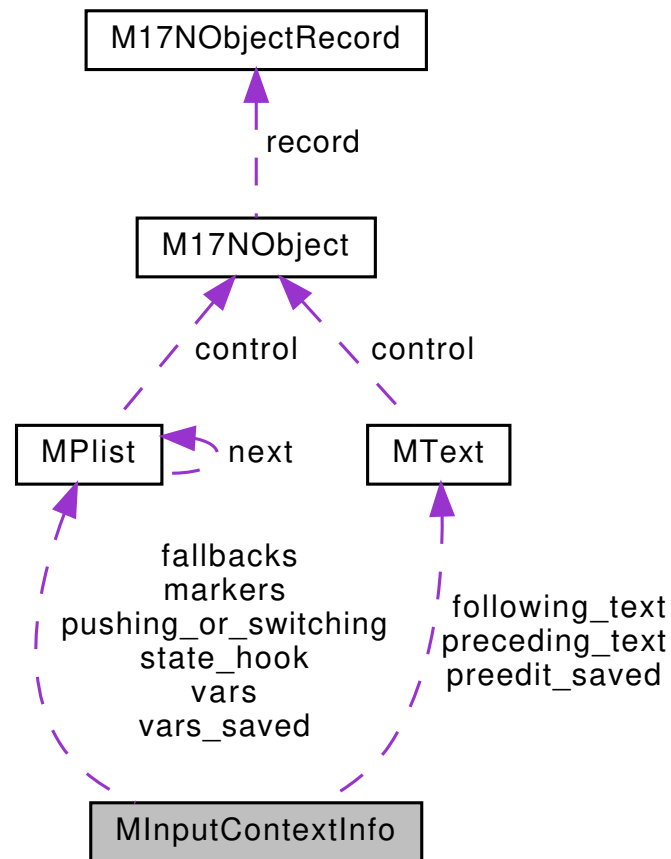 M17NObjectRecord
record
M17NObject
control
control
MPlist
next
MText
fallbacks
markers
pushing_or_switching
state_hook
vars
vars_saved
following_text
preceding_text
preedit_saved
MInputContextInfo